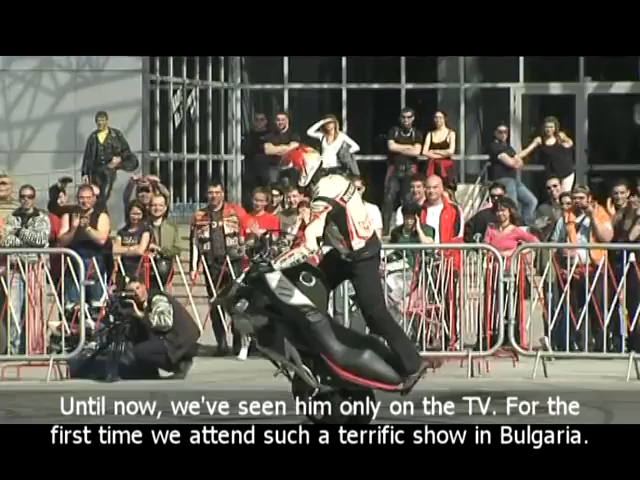 Until now, we've seen him only on the TV. For the
first time we attend such a terrific show in Bulgaria.